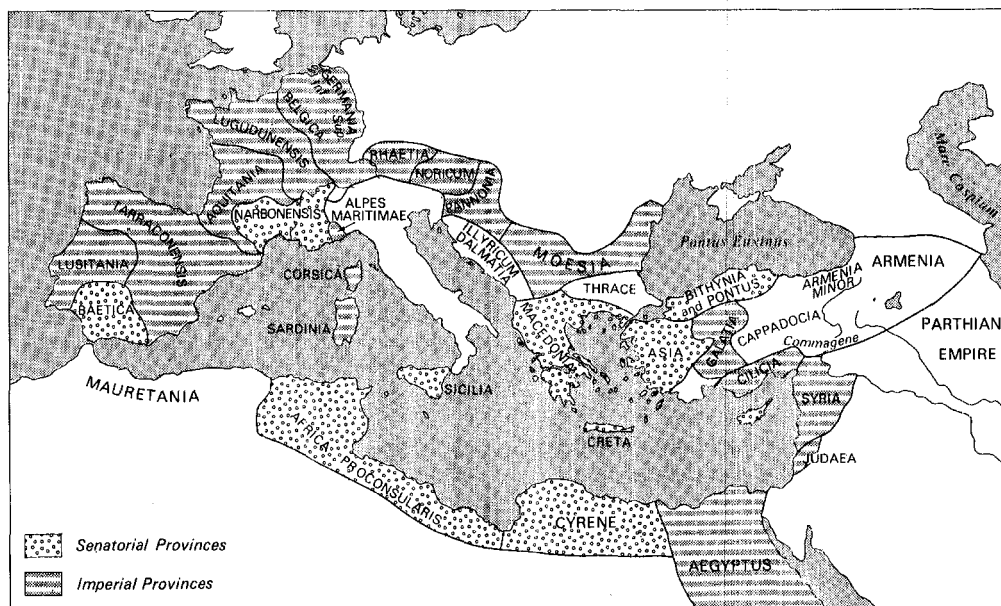 GERMANIA
Inf
Sup
BELGICA
LUGUDUNENSIS
RHAETIA
NORICUM
PANNONIA
AQUITANIA
NARBONENSIS
ALPES
MARITIMAE
TARRACONENSIS
LUSITANIA
BAETICA
CORSICA
SARDINIA
ILLYRICUM
DALMATIA
MOESIA
THRACE
MACEDONIA
Pontus Euxinus
Mare
Caspium
BITHYNIA
and PONTUS
ARMENIA
MINOR
ARMENIA
CAPPADOCIA
Commagene
PARTHIAN
EMPIRE
GALATIA
ASIA
CILICIA
SYRIA
JUDAEA
MAURETANIA
SICILIA
CRETA
AFRICA PROCONSULARIS
CYRENE
AEGYPTUS
Senatorial Provinces
Imperial Provinces